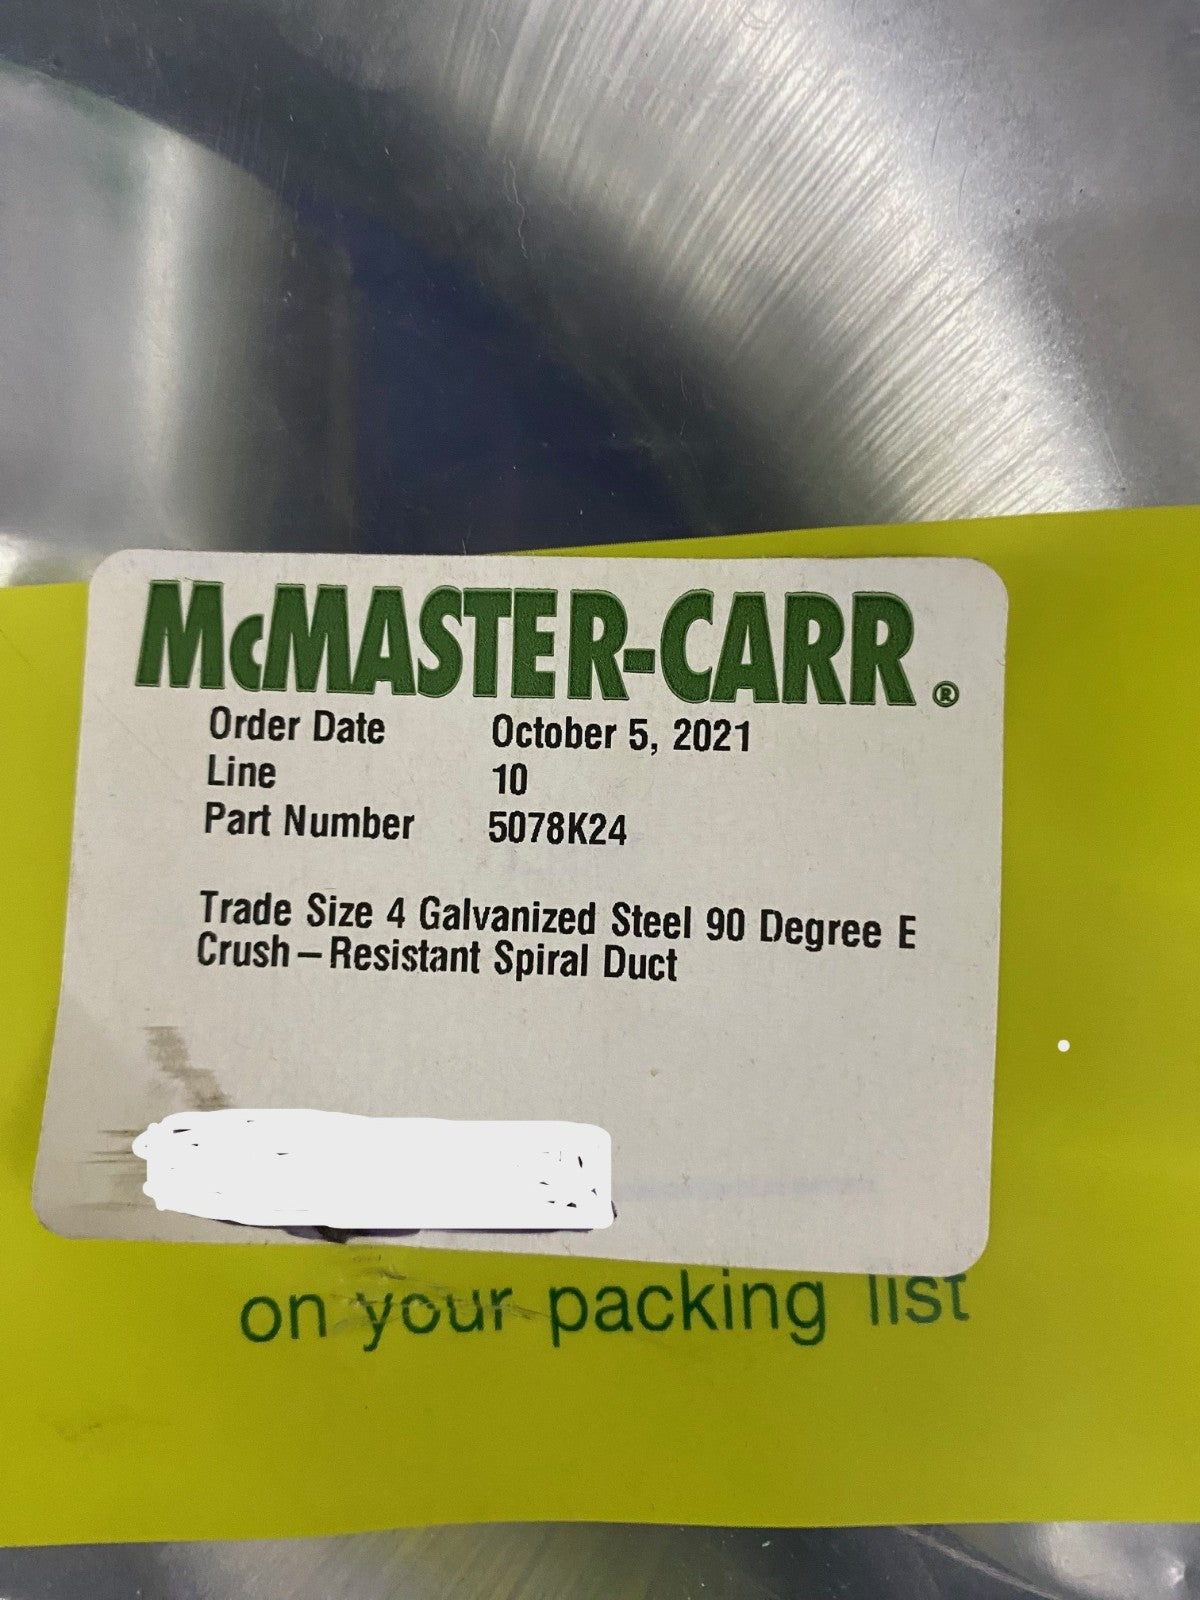 McMASTER-CARR®
Order Date October 5, 2021
Line 10
Part Number 5078K24
Trade Size 4 Galvanized Steel 90 Degree E
Crush-Resistant Spiral Duct
on your packing list